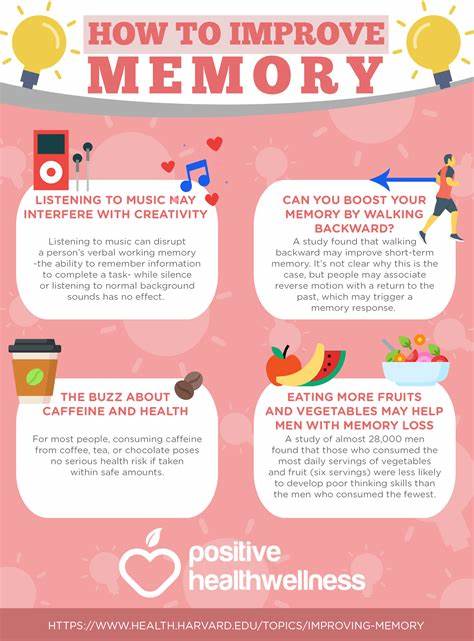 HOW TO IMPROVE
MEMORY
LISTENING TO MUSIC MAY
INTERFERE WITH CREATIVITY
Listening to music can disrupt
a person's verbal working memory
-the ability to remember information
to complete a task- while silence
or listening to normal background
sounds has no effect.
CAN YOU BOOST YOUR
MEMORY BY WALKING
BACKWARD?
A study found that walking
backward may improve short-term
memory. It's not clear why this is the
case, but people may associate
reverse motion with a return to the
past, which may trigger a
memory response.
THE BUZZ ABOUT
CAFFEINE AND HEALTH
For most people, consuming caffeine
from coffee, tea, or chocolate poses
no serious health risk if taken
within safe amounts.
EATING MORE FRUITS
AND VEGETABLES MAY HELP
MEN WITH MEMORY LOSS
A study of almost 28,000 men
found that those who consumed the
most daily servings of vegetables
and fruit (six servings) were less likely
to develop poor thinking skills than
the men who consumed the fewest.
positive
healthwellness
HTTPS://WWW.HEALTH.HARVARD.EDU/TOPICS/IMPROVING-MEMORY